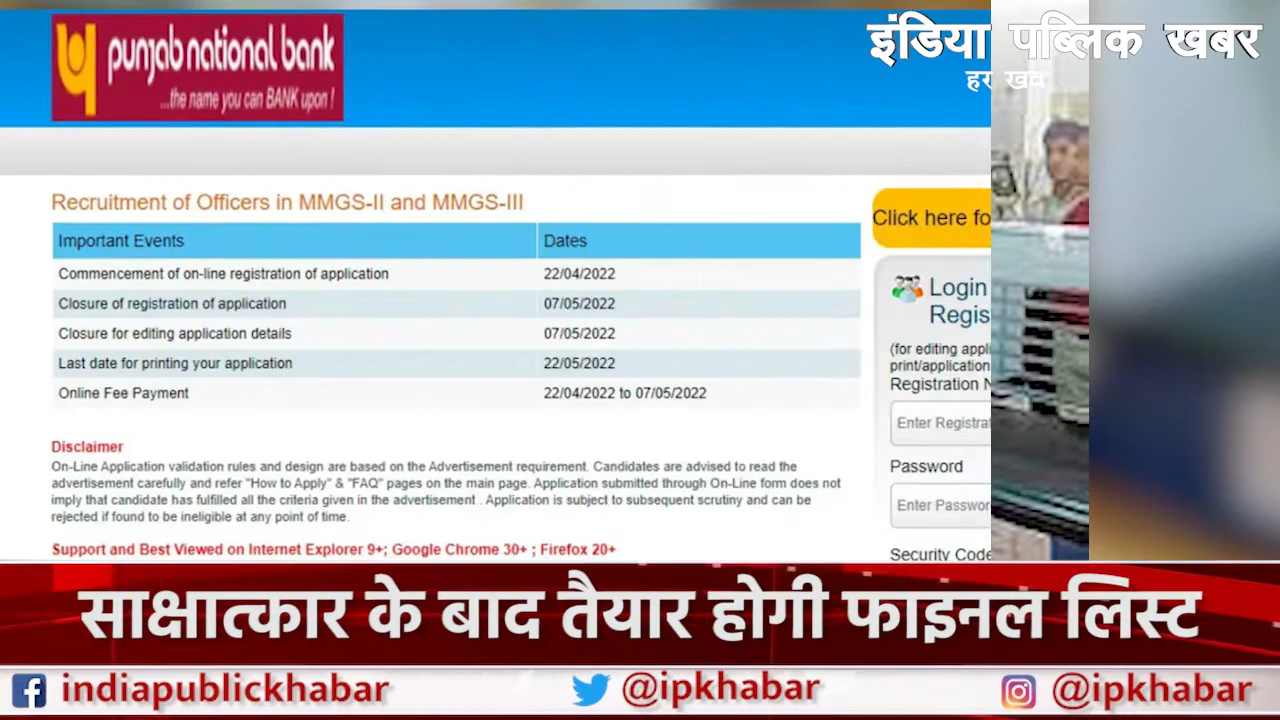 punjab national bank
...the name you can BANK upon !
इंडिया पब्लिक खबर
हर खब
Recruitment of Officers in MMGS-II and MMGS-III
Important Events Dates
Commencement of on-line registration of application 22/04/2022
Closure of registration of application 07/05/2022
Closure for editing application details 07/05/2022
Last date for printing your application 22/05/2022
Online Fee Payment 22/04/2022 to 07/05/2022
Disclaimer
On-Line Application validation rules and design are based on the Advertisement requirement. Candidates are advised to read the
advertisement carefully and refer "How to Apply" & "FAQ" pages on the main page. Application submitted through On-Line form does not
imply that candidate has fulfilled all the criteria given in the advertisement . Application is subject to subsequent scrutiny and can be
rejected if found to be ineligible at any point of time.
Support and Best Viewed on Internet Explorer 9+; Google Chrome 30+ ; Firefox 20+
Click here fo
Login
Regis
(for editing appli
print/application
Registration N
Enter Registra
Password
Enter Passwor
Security Code
साक्षात्कार के बाद तैयार होगी फाइनल लिस्ट
indiapublickhabar @ipkhabar @ipkhabar